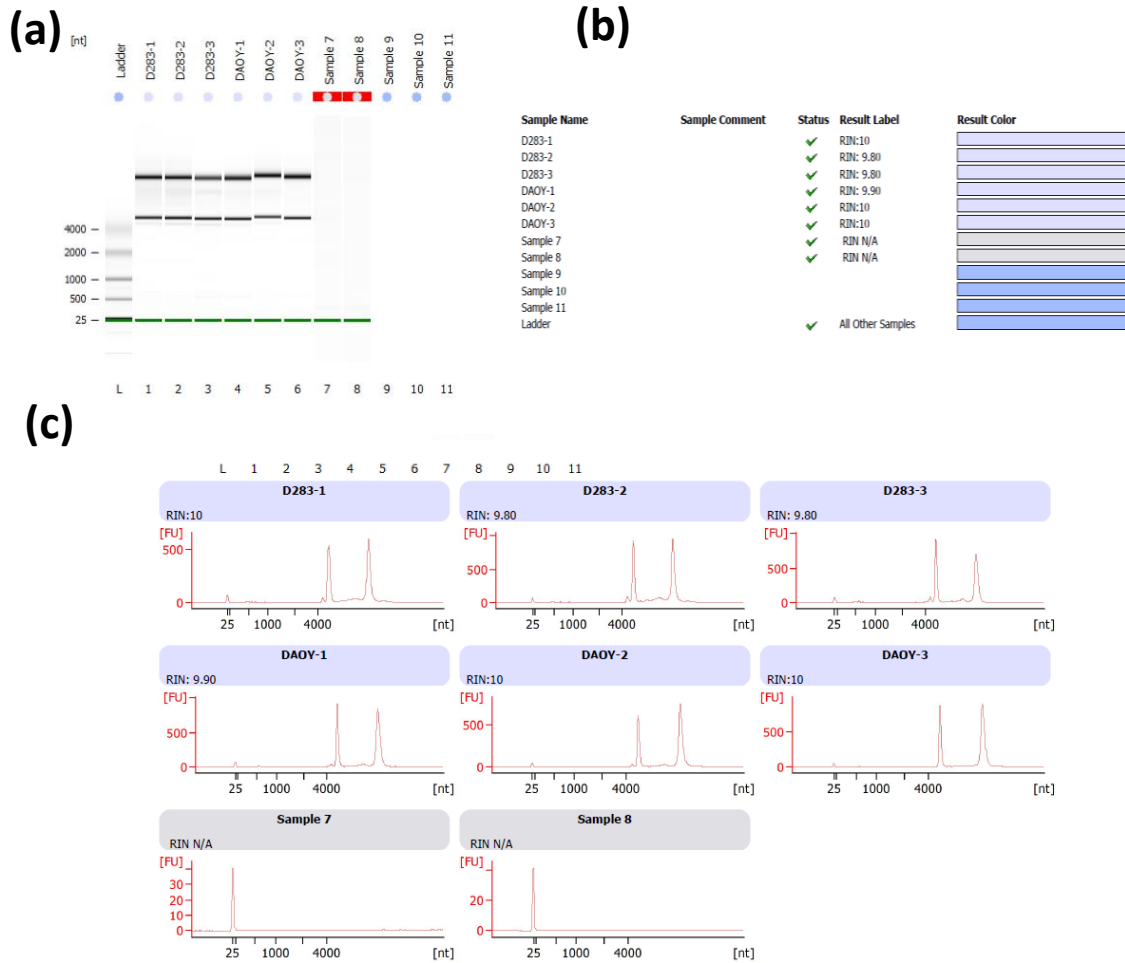 (a)
[nt]
Ladder
D283-1
D283-2
D283-3
DAOY-1
DAOY-2
DAOY-3
Sample 7
Sample 8
Sample 9
Sample 10
Sample 11
4000
2000
1000
500
25
L 1 2 3 4 5 6 7 8 9 10 11
(b)
Sample Name Sample Comment Status Result Label Result Color
D283-1 RIN:10
D283-2 RIN: 9.80
D283-3 RIN: 9.80
DAOY-1 RIN: 9.90
DAOY-2 RIN:10
DAOY-3 RIN:10
Sample 7 RIN N/A
Sample 8 RIN N/A
Sample 9
Sample 10
Sample 11
Ladder All Other Samples
(c)
L 1 2 3 4 5 6 7 8 9 10 11
D283-1
RIN:10
[FU]
500
0
25 1000 4000 [nt]
D283-2
RIN: 9.80
[FU]
500
0
25 1000 4000 [nt]
D283-3
RIN: 9.80
[FU]
500
0
25 1000 4000 [nt]
DAOY-1
RIN: 9.90
[FU]
500
0
25 1000 4000 [nt]
DAOY-2
RIN:10
[FU]
500
0
25 1000 4000 [nt]
DAOY-3
RIN:10
[FU]
500
0
25 1000 4000 [nt]
Sample 7
RIN N/A
[FU]
30
20
10
0
25 1000 4000 [nt]
Sample 8
RIN N/A
[FU]
20
0
25 1000 4000 [nt]